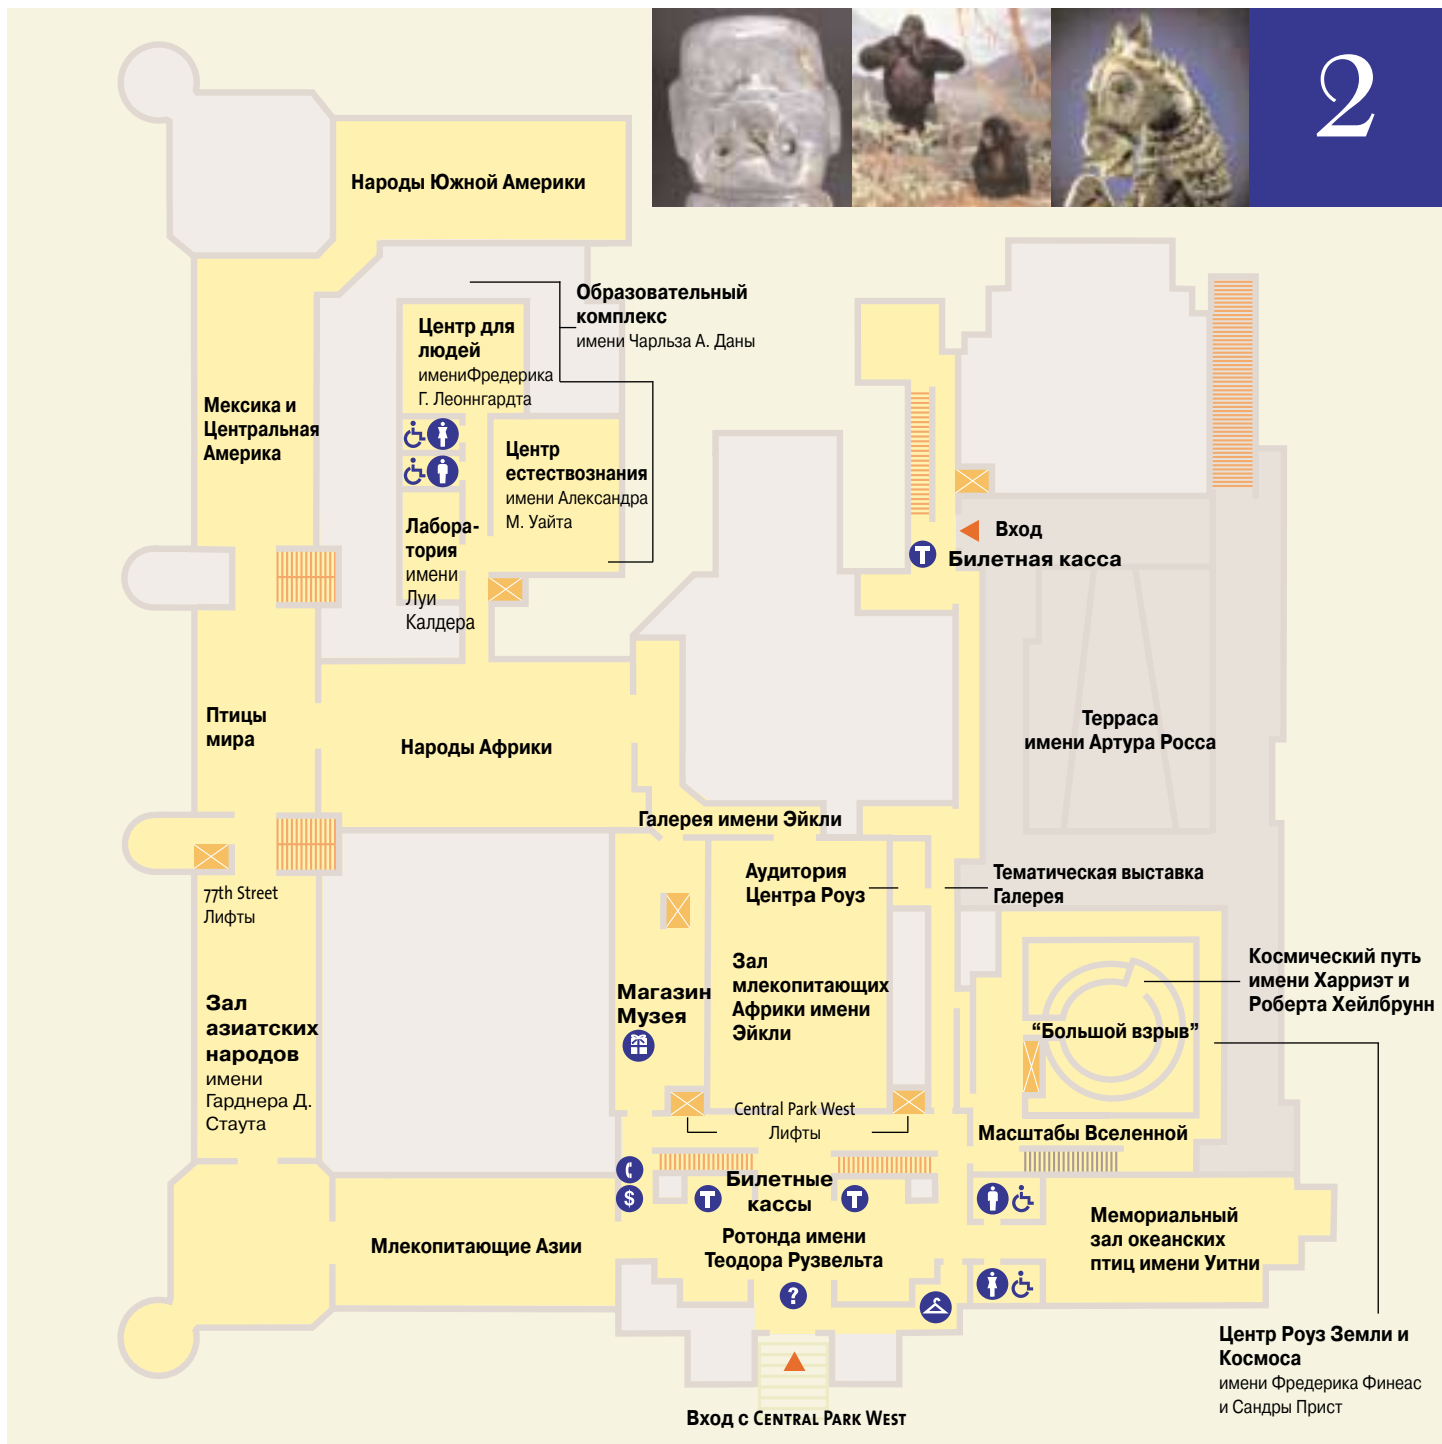 2
Народы Южной Америки
Образовательный
комплекс
имени Чарльза А. Даны
Центр для
людей
имениФредерика
Г. Леоннгардта
Мексика и
Центральная
Америка
Центр
естествознания
имени Александра
М. Уайта
Лабора-
тория
имени
Луи
Калдера
Вход
T
Билетная касса
Птицы
мира
Народы Африки
Терраса
имени Артура Росса
Галерея имени Эйкли
Аудитория
Центра Роуз
Тематическая выставка
Галерея
77th Street
Лифты
Зал
млекопитающих
Африки имени
Эйкли
Космический путь
имени Харриэт и
Роберта Хейлбрунн
Магазин
Музея
Зал
азиатских
народов
имени
Гарднера Д.
Стаута
“Большой взрыв”
Central Park West
Лифты
Масштабы Вселенной
Билетные
кассы
$
T
T
Млекопитающие Азии
Ротонда имени
Теодора Рузвельта
Мемориальный
зал океанских
птиц имени Уитни
?
Центр Роуз Земли и
Космоса
имени Фредерика Финеас
и Сандры Прист
Вход с CENTRAL PARK WEST